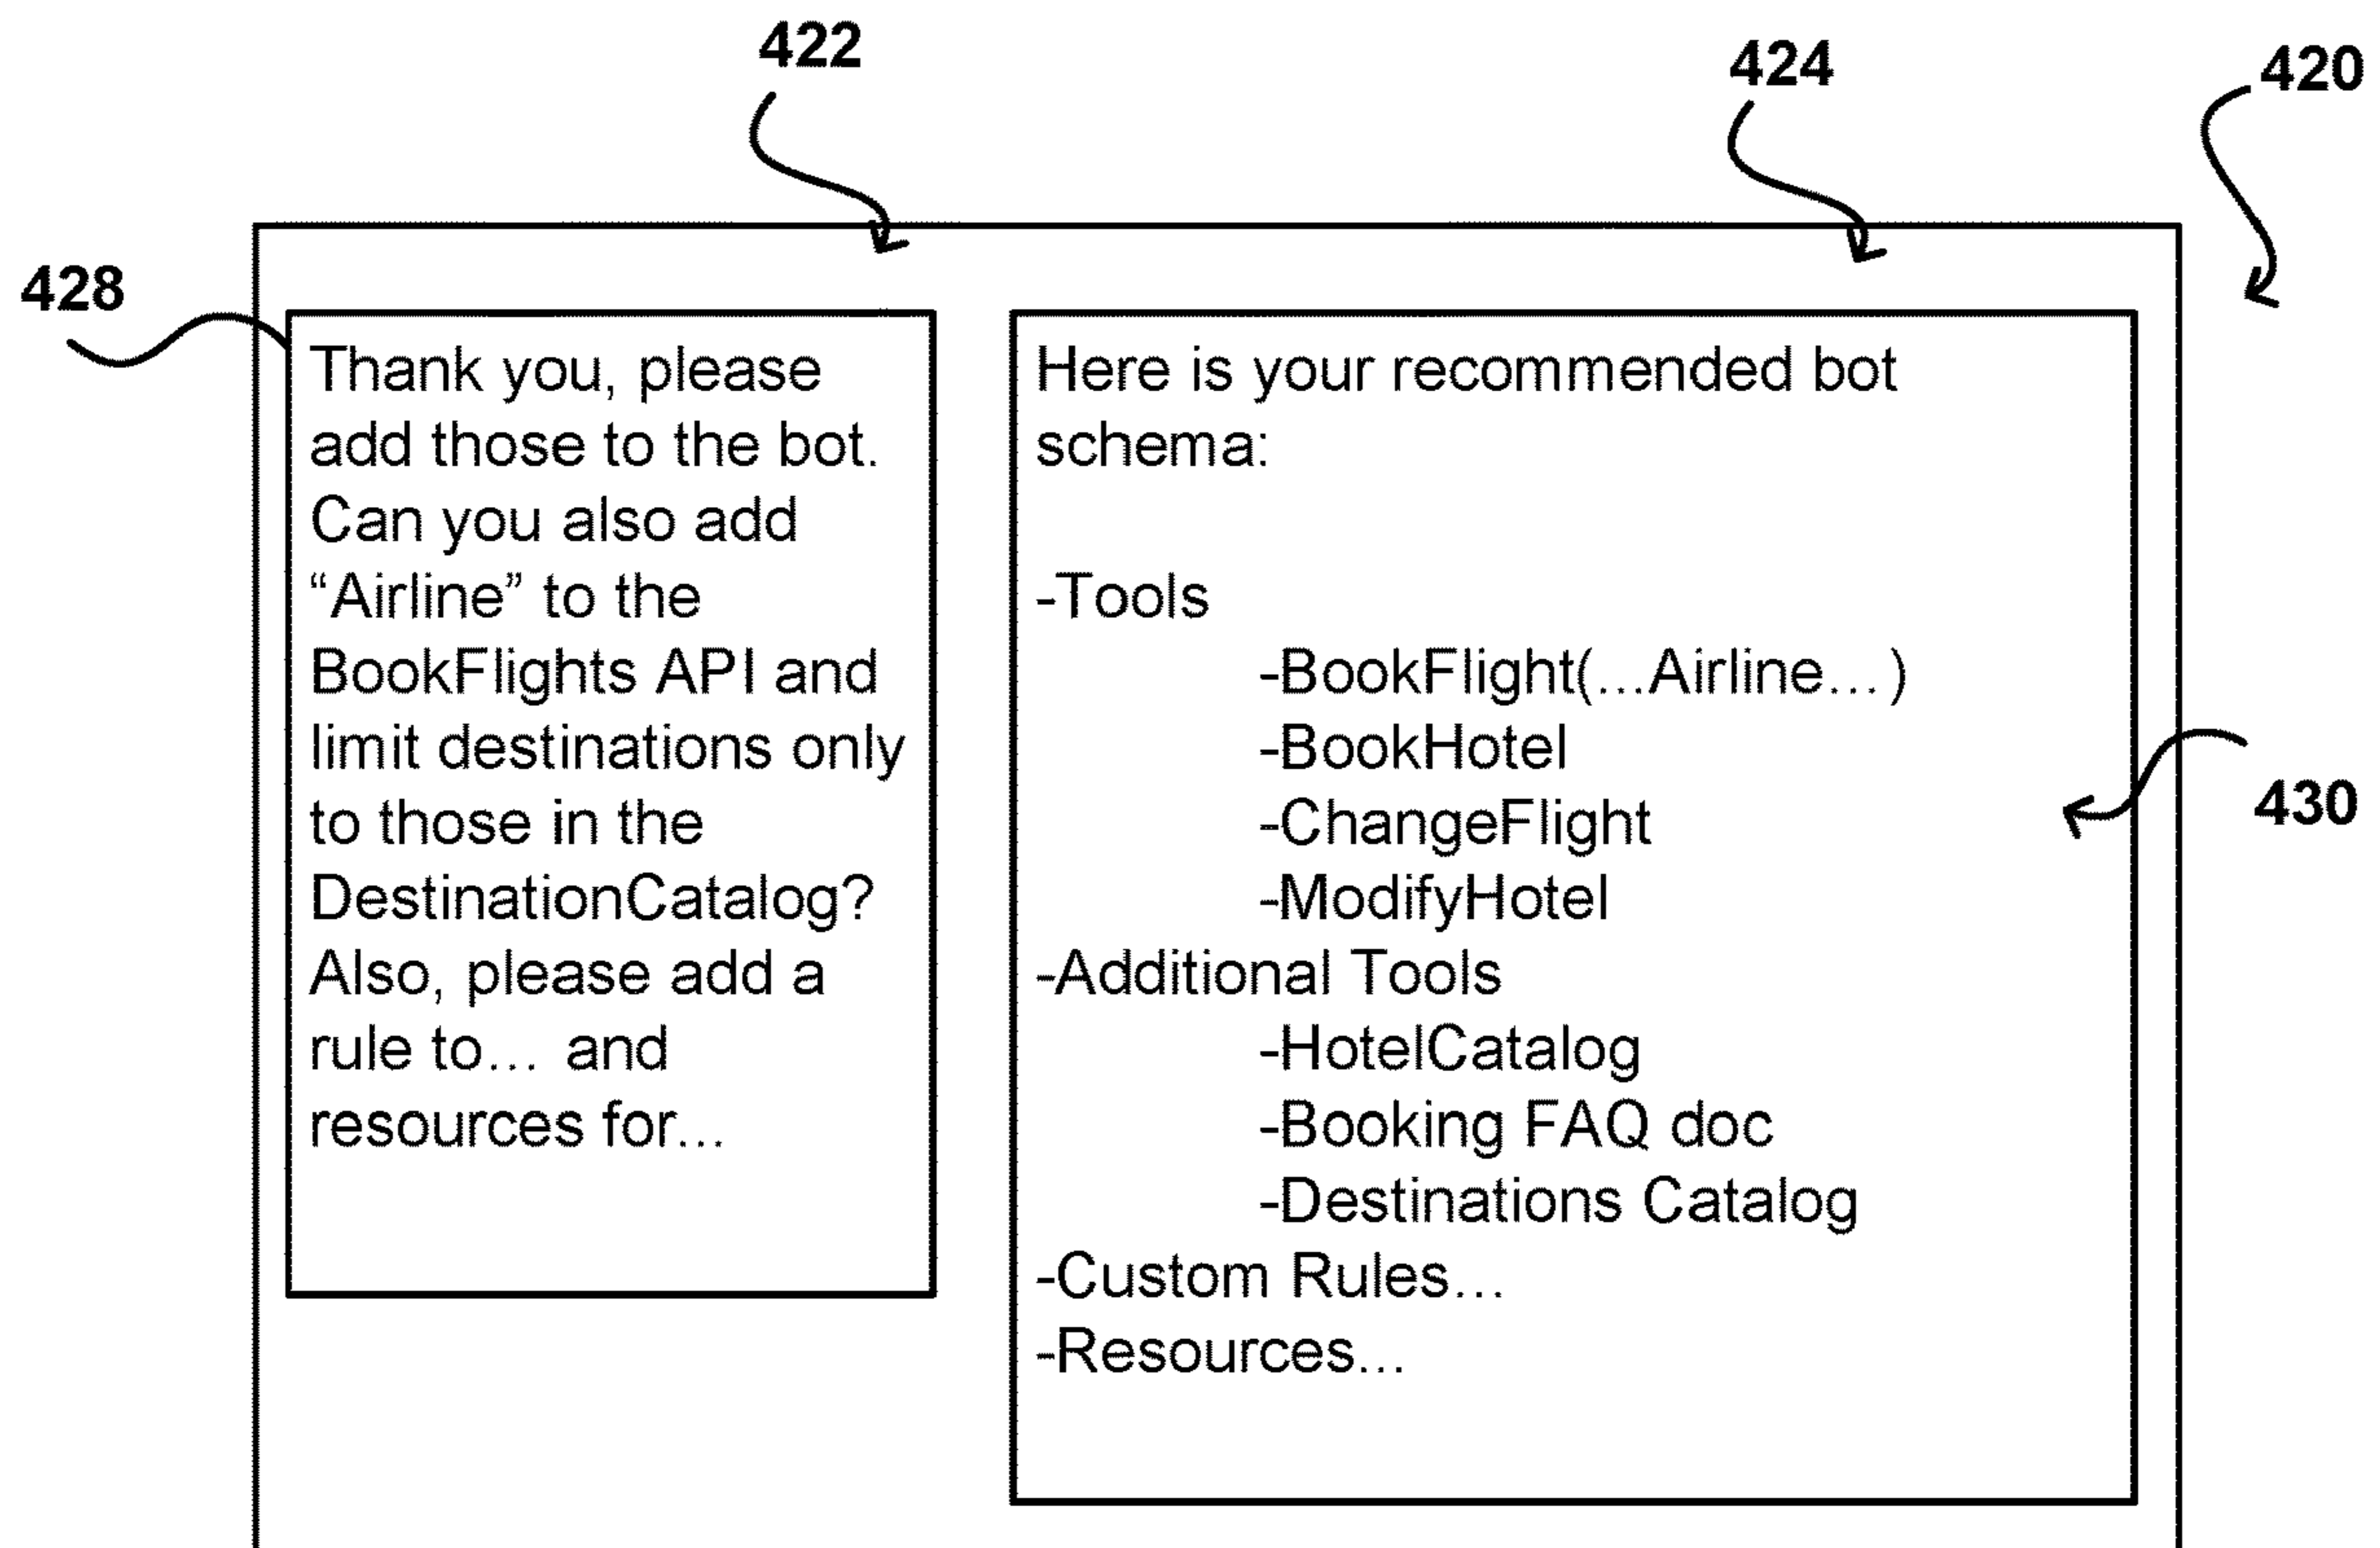 422
424
420
428
Thank you, please
add those to the bot.
Can you also add
“Airline” to the
BookFlights API and
limit destinations only
to those in the
DestinationCatalog?
Also, please add a
rule to... and
resources for...
Here is your recommended bot
schema:
-Tools
-BookFlight(...Airline...)
-BookHotel
-ChangeFlight
-ModifyHotel
-Additional Tools
-HotelCatalog
-Booking FAQ doc
-Destinations Catalog
-Custom Rules...
-Resources...
430